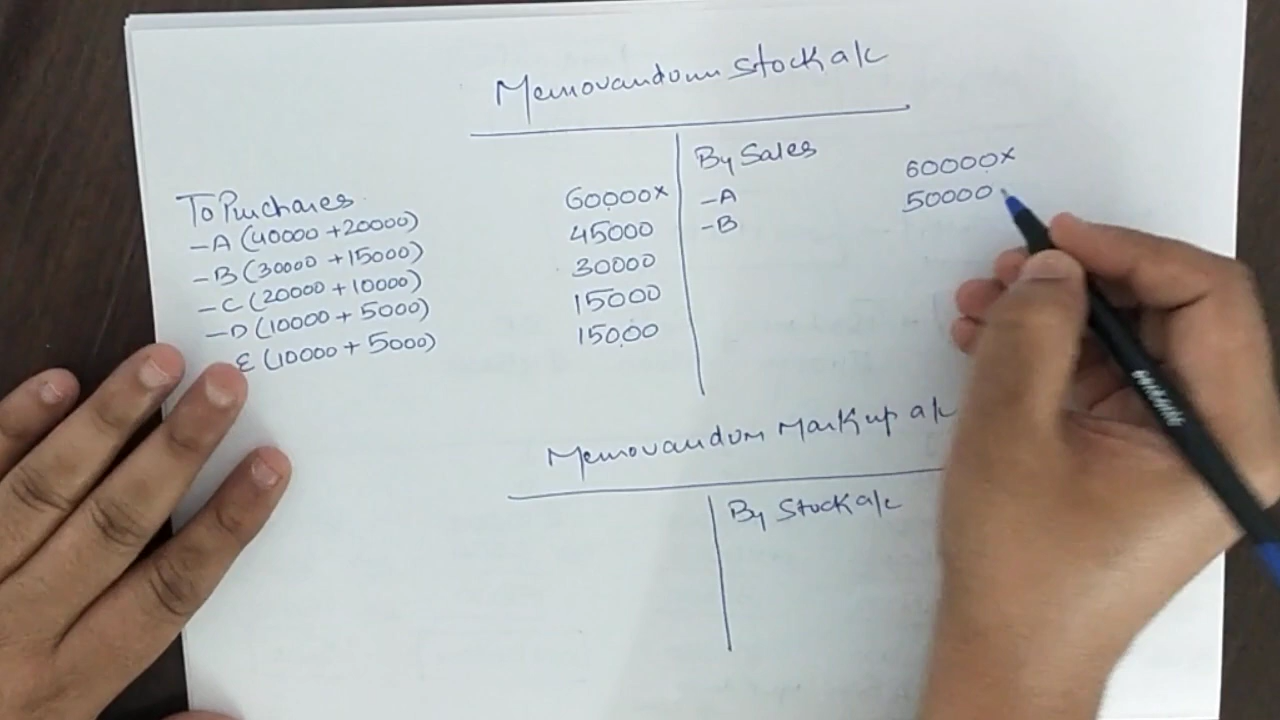 Memorandum Stock a/c
To Purchases
-A (40000 +20000) 60000x
-B (30000 +15000) 45000
-C (20000 + 10000) 30000
-D (10000 + 5000) 15000
E (10000 + 5000) 15000
By Sales
-A 60000x
-B 50000
Memorandum Markup a/c
By Stock a/c